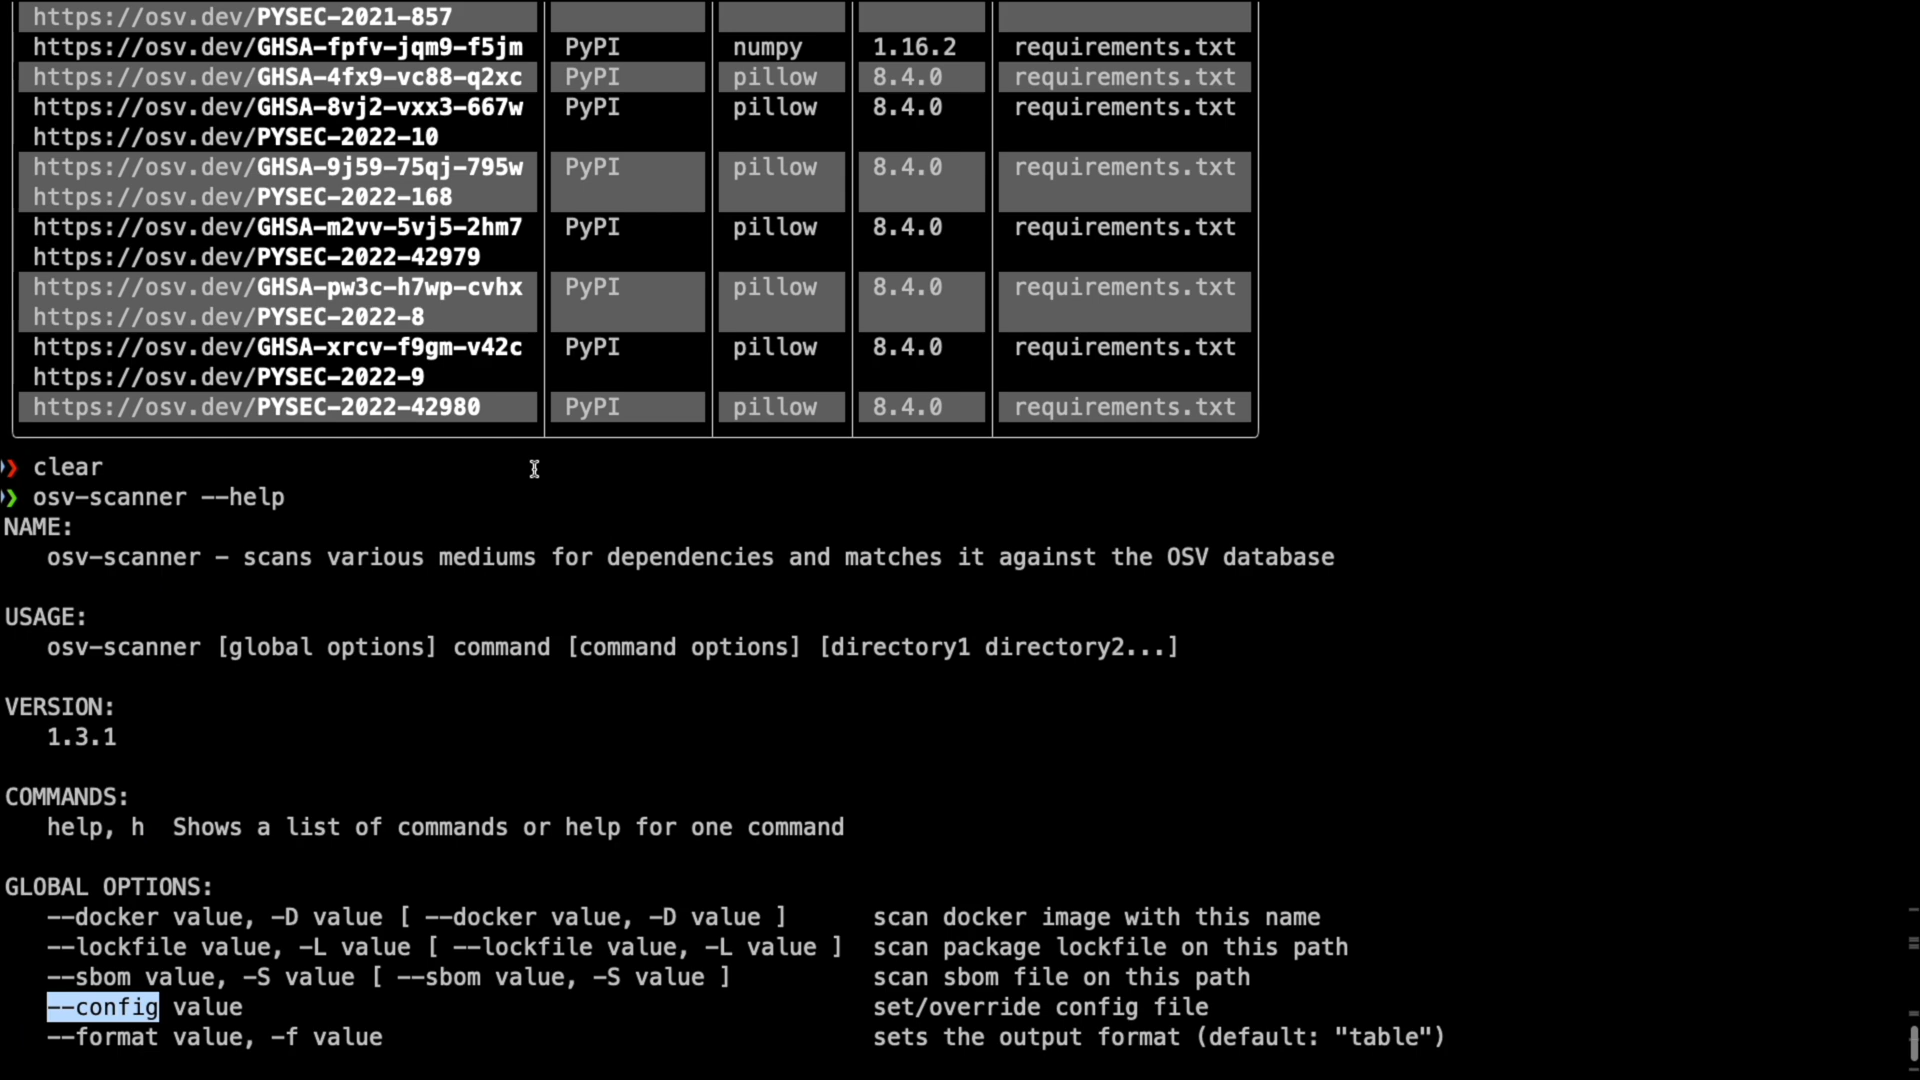 https://osv.dev/PYSEC-2021-857
https://osv.dev/GHSA-fpfv-jqm9-f5jm PyPI numpy 1.16.2 requirements.txt
https://osv.dev/GHSA-4fx9-vc88-q2xc PyPI pillow 8.4.0 requirements.txt
https://osv.dev/GHSA-8vj2-vxx3-667w PyPI pillow 8.4.0 requirements.txt
https://osv.dev/PYSEC-2022-10
https://osv.dev/GHSA-9j59-75qj-795w PyPI pillow 8.4.0 requirements.txt
https://osv.dev/PYSEC-2022-168
https://osv.dev/GHSA-m2vv-5vj5-2hm7 PyPI pillow 8.4.0 requirements.txt
https://osv.dev/PYSEC-2022-42979
https://osv.dev/GHSA-pw3c-h7wp-cvhx PyPI pillow 8.4.0 requirements.txt
https://osv.dev/PYSEC-2022-8
https://osv.dev/GHSA-xrcv-f9gm-v42c PyPI pillow 8.4.0 requirements.txt
https://osv.dev/PYSEC-2022-9
https://osv.dev/PYSEC-2022-42980 PyPI pillow 8.4.0 requirements.txt
❯ clear
❯ osv-scanner --help
NAME:
osv-scanner - scans various mediums for dependencies and matches it against the OSV database
USAGE:
osv-scanner [global options] command [command options] [directory1 directory2...]
VERSION:
1.3.1
COMMANDS:
help, h Shows a list of commands or help for one command
GLOBAL OPTIONS:
--docker value, -D value [ --docker value, -D value ] scan docker image with this name
--lockfile value, -L value [ --lockfile value, -L value ] scan package lockfile on this path
--sbom value, -S value [ --sbom value, -S value ] scan sbom file on this path
--config value set/override config file
--format value, -f value sets the output format (default: "table")